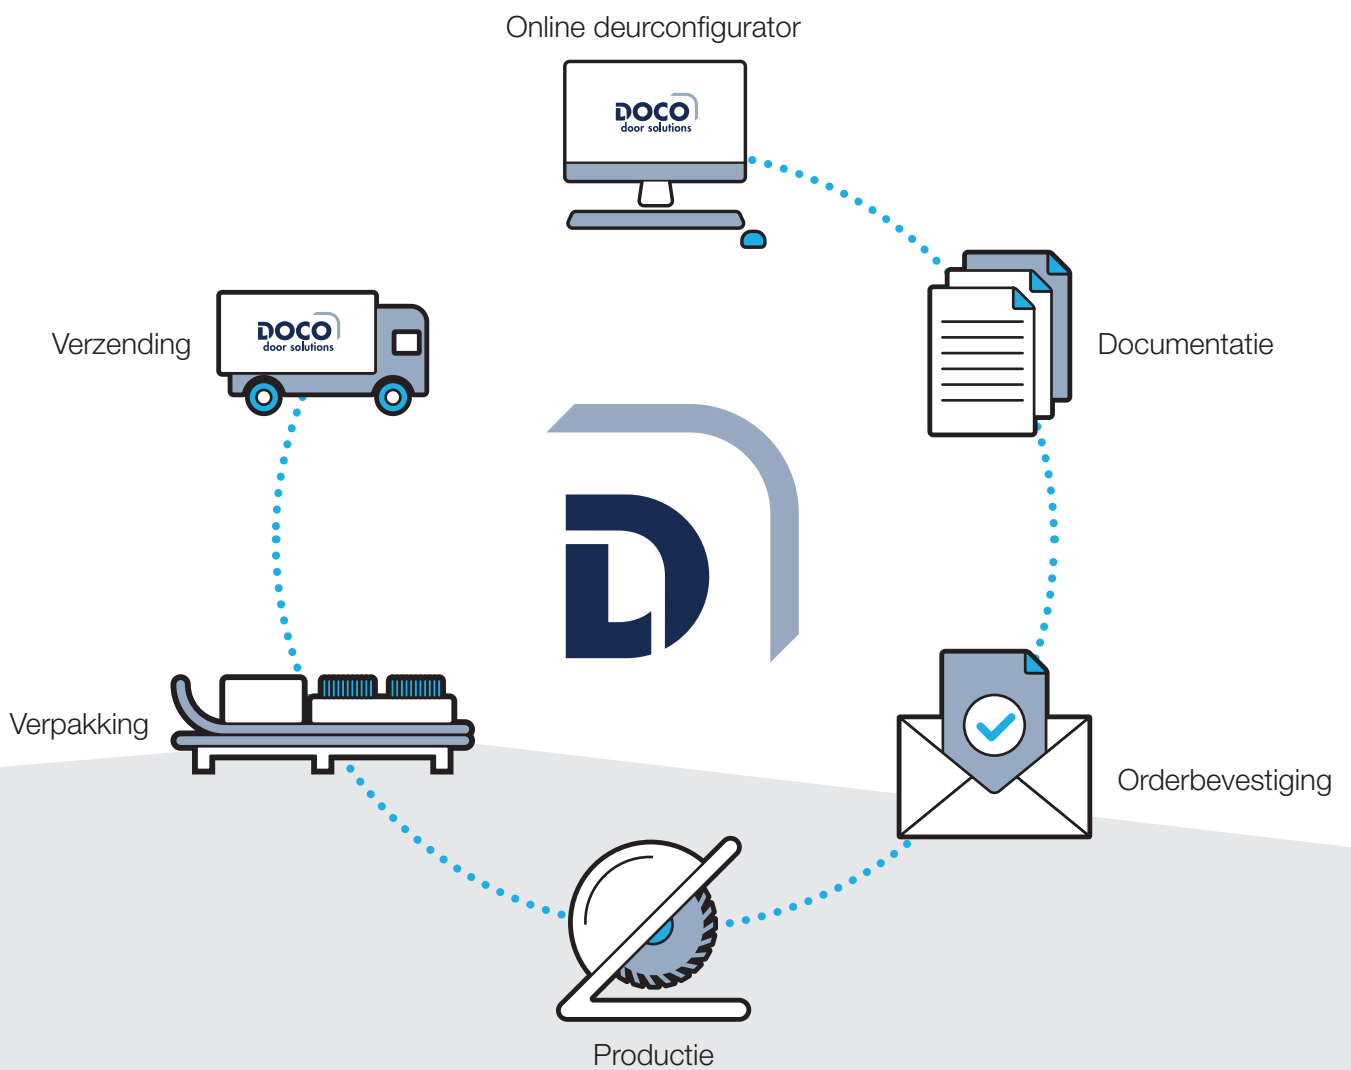 Online deurconfigurator
DOCO
door solutions
DOCO
door solutions
Verzending
Documentatie
Verpakking
Orderbevestiging
Productie